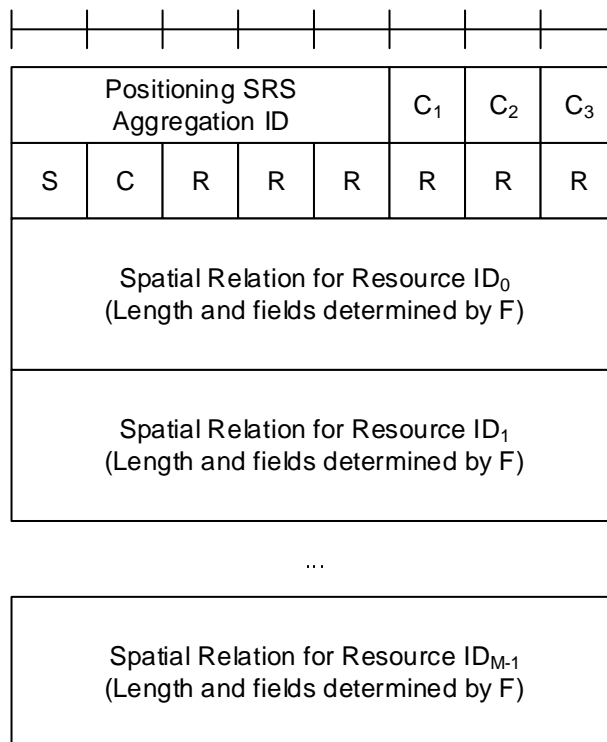 Positioning SRS
Aggregation ID
C₁ C₂ C₃
S C R R R R R R
Spatial Relation for Resource ID₀
(Length and fields determined by F)
Spatial Relation for Resource ID₁
(Length and fields determined by F)
...
Spatial Relation for Resource ID_M-1
(Length and fields determined by F)